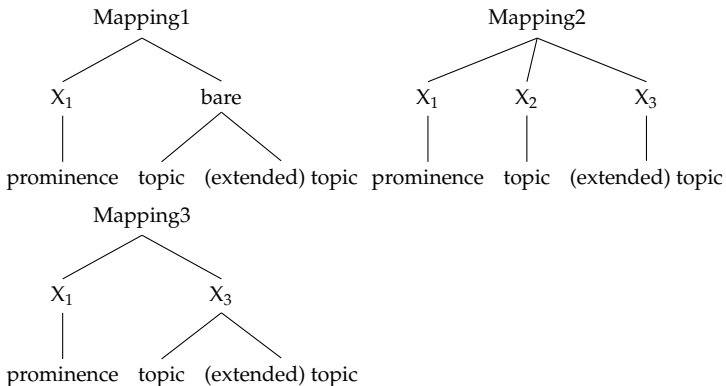 Mapping1 Mapping2
X₁ bare X₁ X₂ X₃
prominence topic (extended) topic prominence topic (extended) topic
Mapping3
X₁ X₃
prominence topic (extended) topic